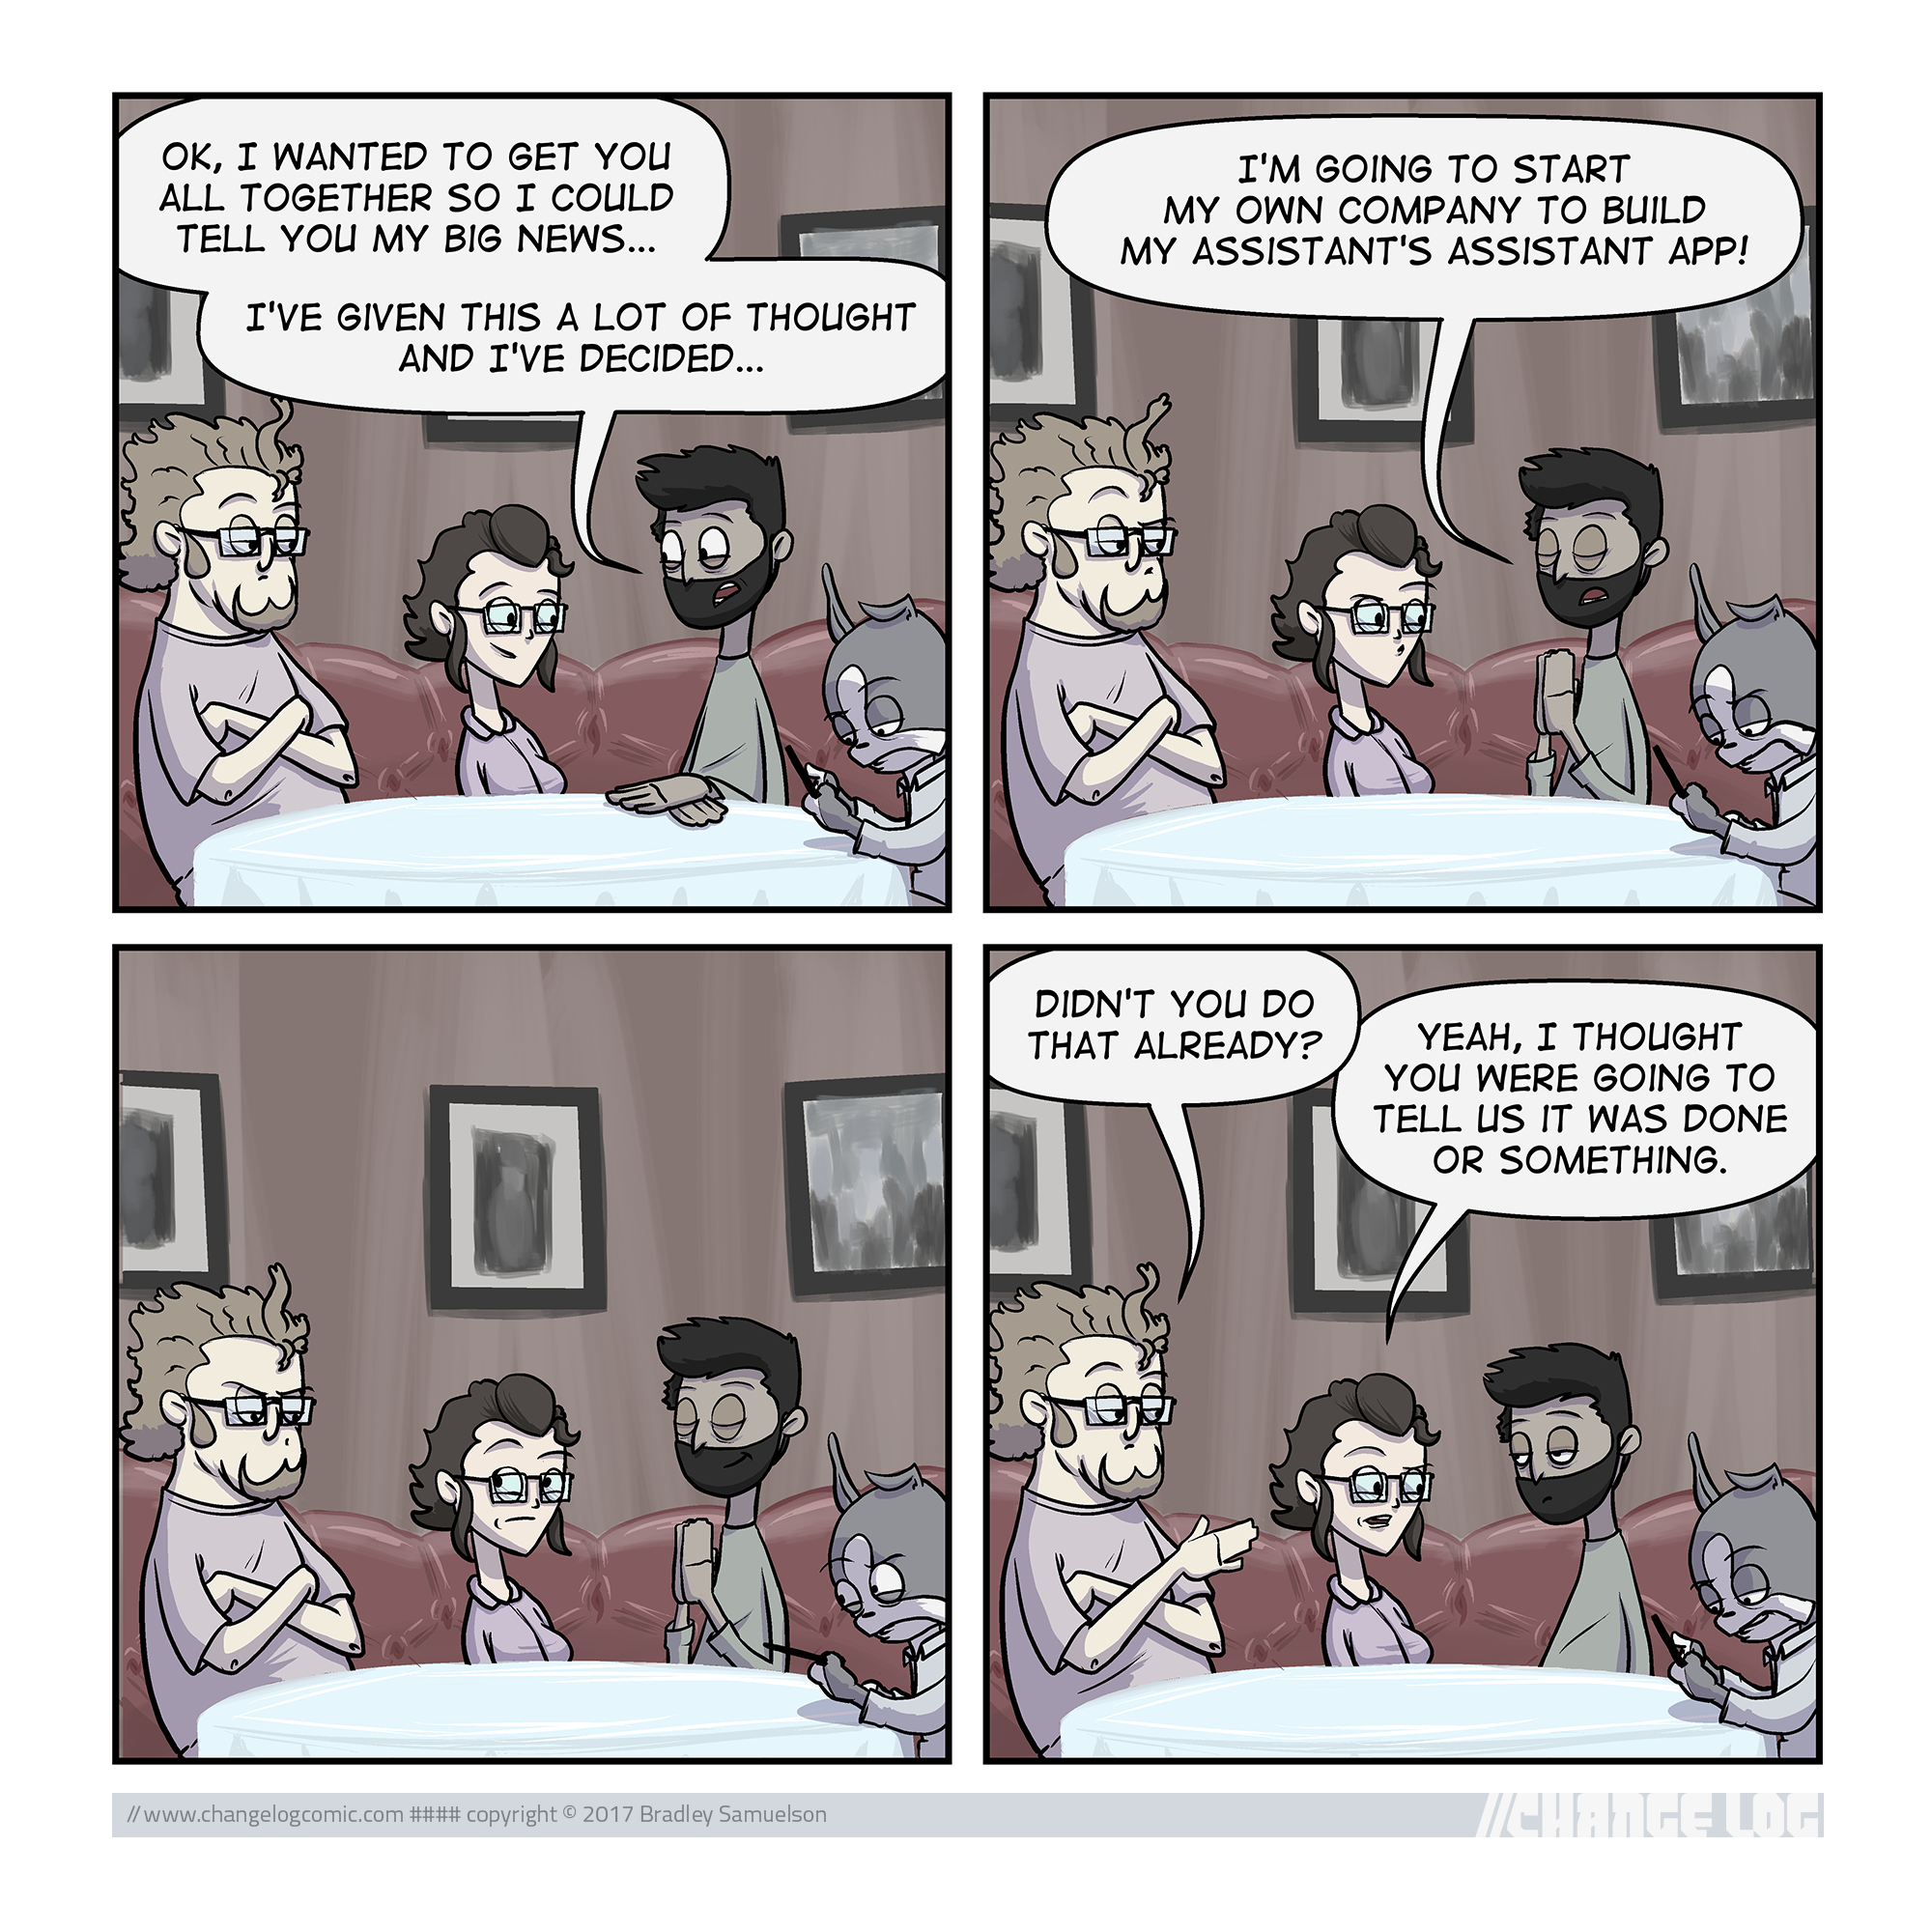 OK, I WANTED TO GET YOU
ALL TOGETHER SO I COULD
TELL YOU MY BIG NEWS...
I'VE GIVEN THIS A LOT OF THOUGHT
AND I'VE DECIDED...
I'M GOING TO START
MY OWN COMPANY TO BUILD
MY ASSISTANT'S ASSISTANT APP!
DIDN'T YOU DO
THAT ALREADY?
YEAH, I THOUGHT
YOU WERE GOING TO
TELL US IT WAS DONE
OR SOMETHING.
// www.changelogcomic.com #### copyright © 2017 Bradley Samuelson
//CHANGE LOG